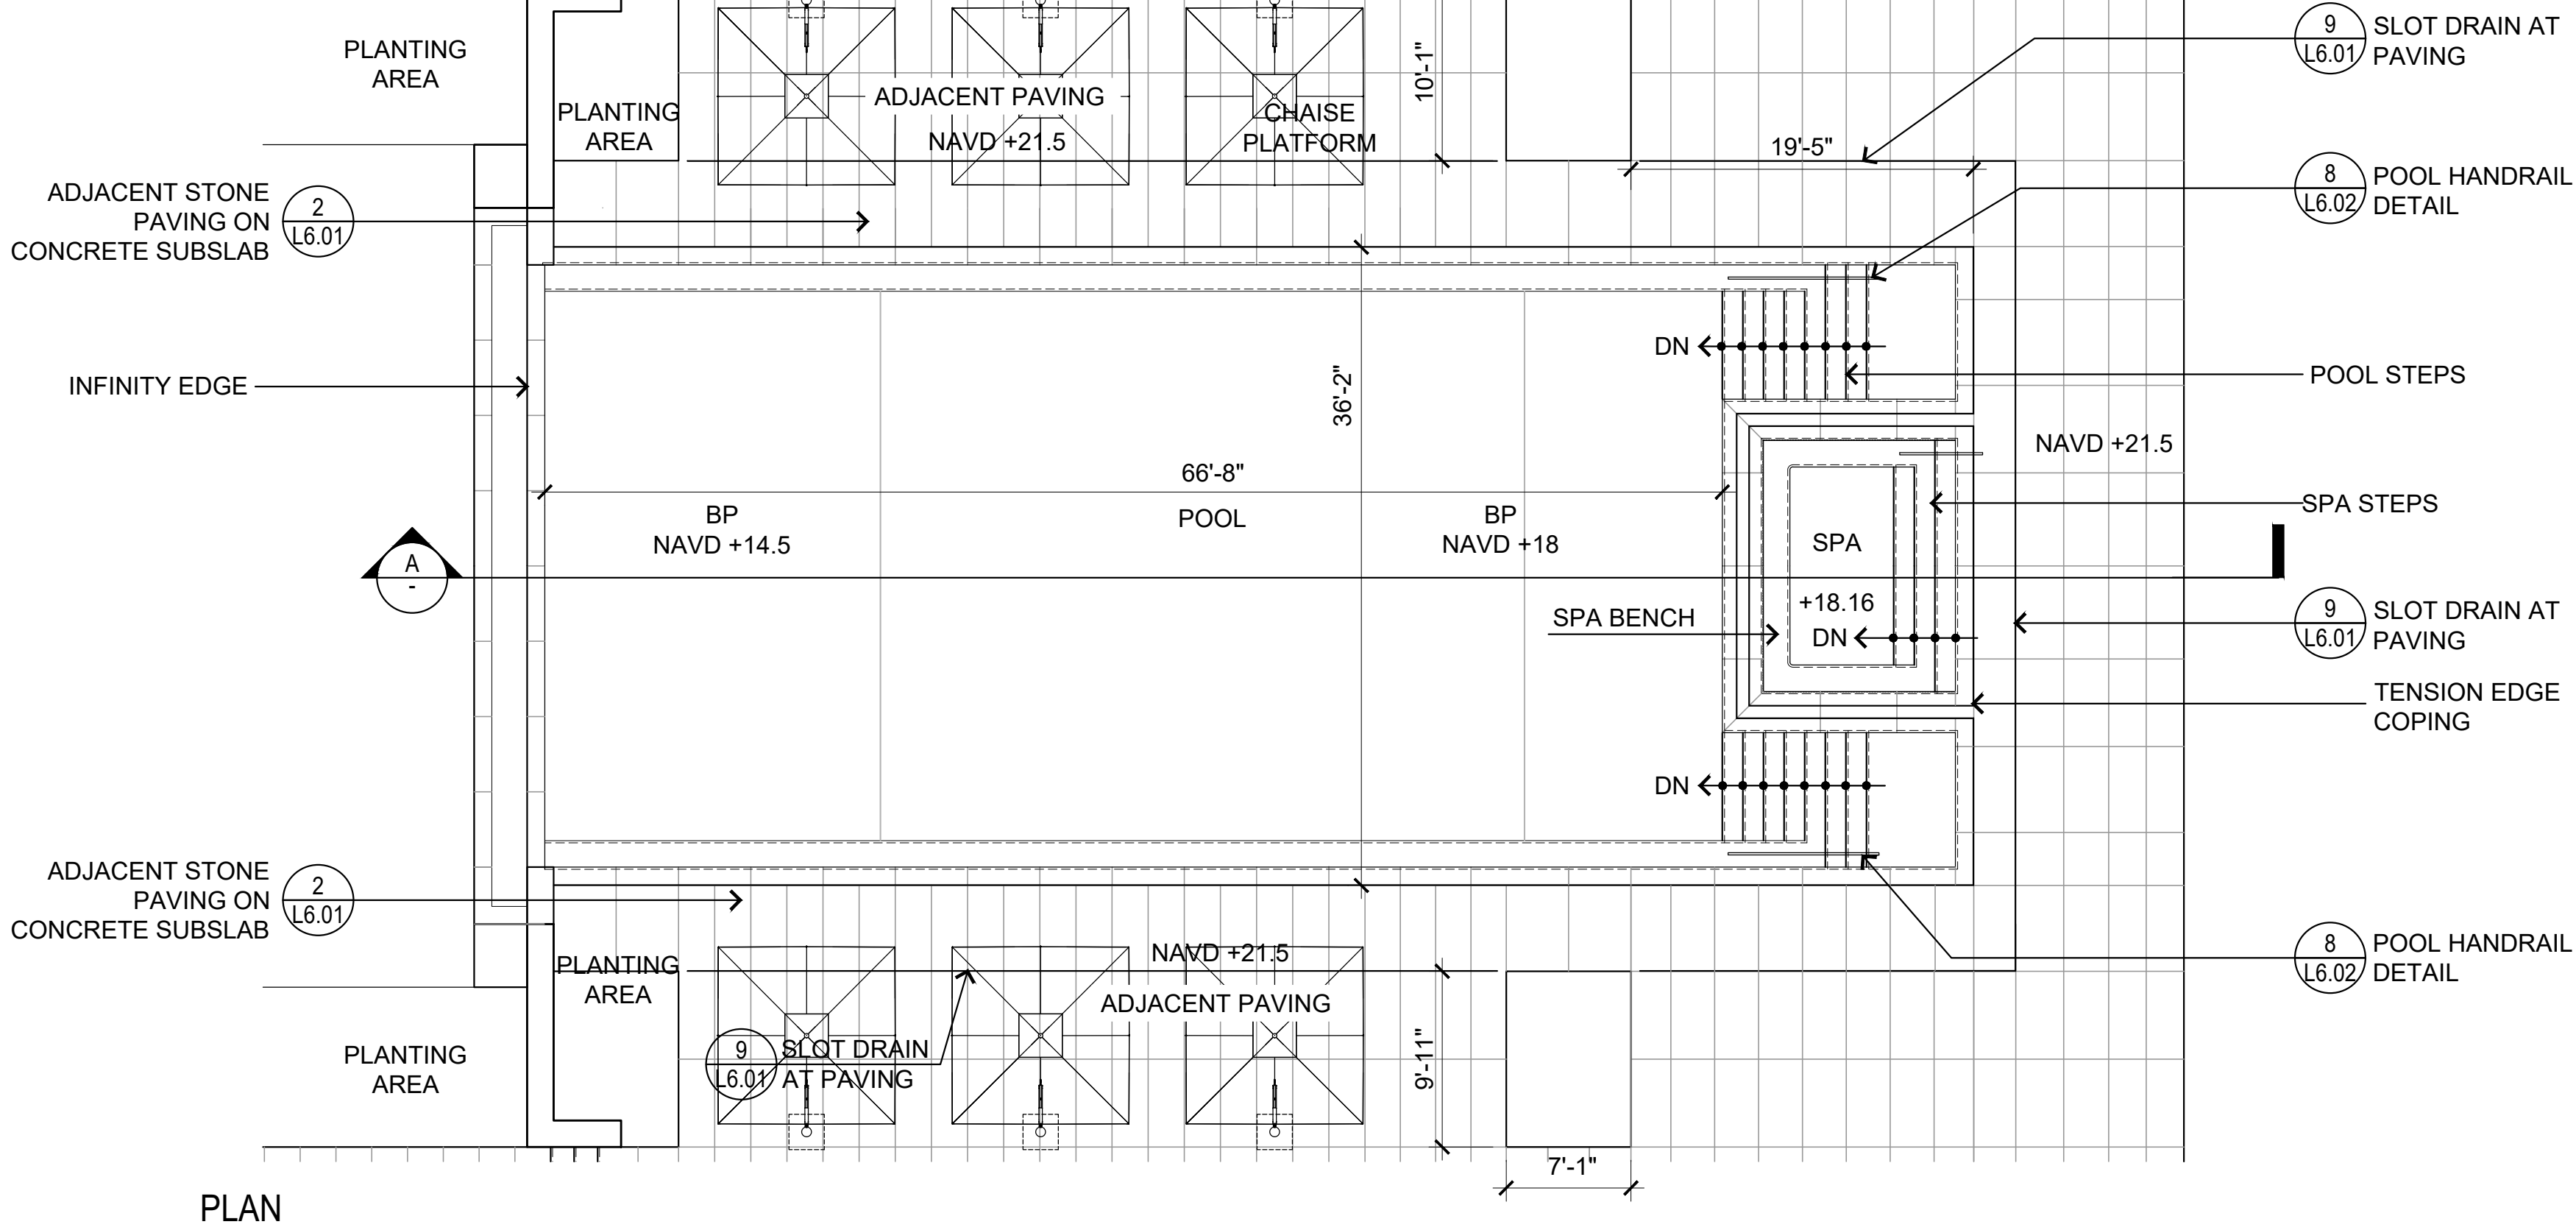 PLANTING
AREA
PLANTING
AREA
ADJACENT PAVING
NAVD +21.5
CHAISE
PLATFORM
10'-1"
19'-5"
9
L6.01
SLOT DRAIN AT
PAVING
8
L6.02
POOL HANDRAIL
DETAIL
ADJACENT STONE
PAVING ON
CONCRETE SUBSLAB
2
L6.01
INFINITY EDGE
DN
36'-2"
POOL STEPS
NAVD +21.5
66'-8"
POOL
BP
NAVD +14.5
BP
NAVD +18
SPA STEPS
SPA
+18.16
DN
SPA BENCH
A
-
9
L6.01
SLOT DRAIN AT
PAVING
TENSION EDGE
COPING
DN
ADJACENT STONE
PAVING ON
CONCRETE SUBSLAB
2
L6.01
PLANTING
AREA
NAVD +21.5
ADJACENT PAVING
8
L6.02
POOL HANDRAIL
DETAIL
PLANTING
AREA
9
L6.01
SLOT DRAIN
AT PAVING
9'-11"
7'-1"
PLAN